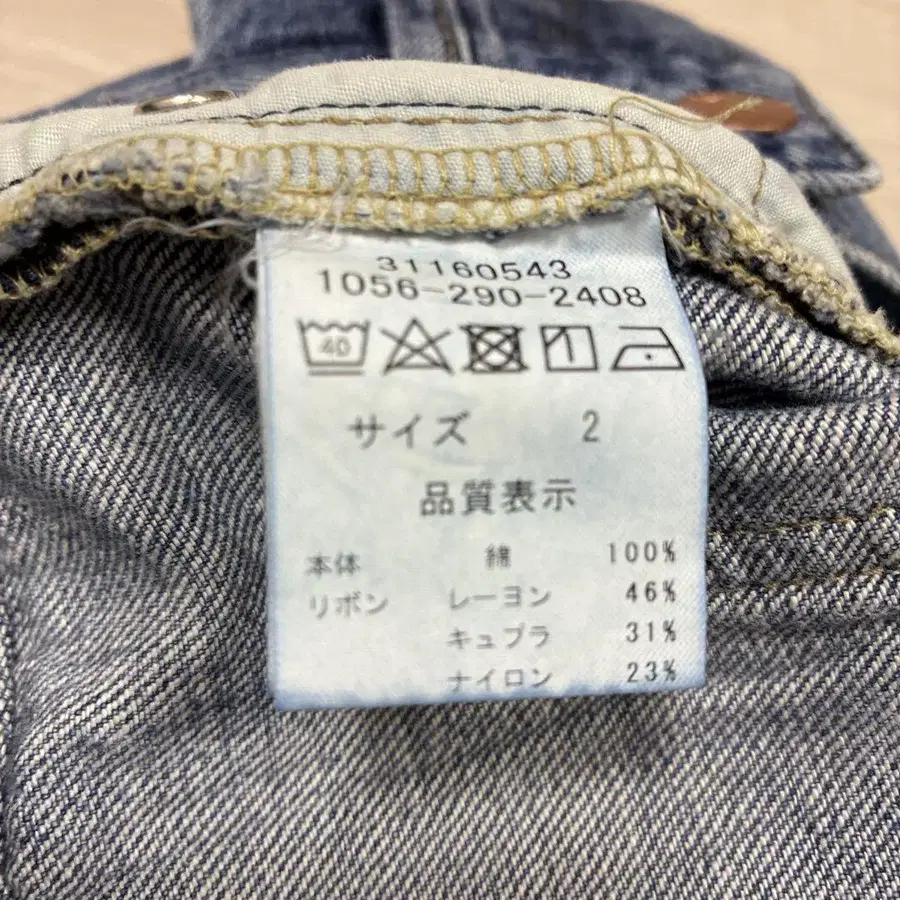 31160543
1056-290-2408
40
サイズ 2
品質表示
本体 綿 100%
リボン レーヨン 46%
キュプラ 31%
ナイロン 23%